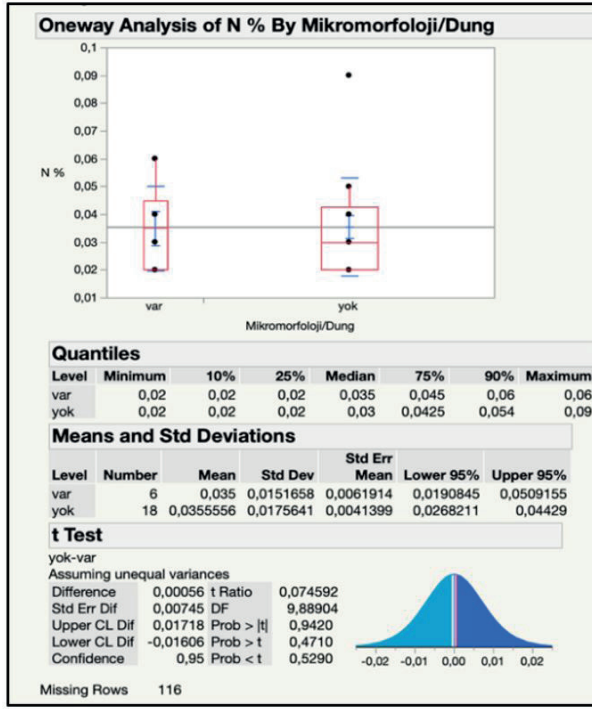 Oneway Analysis of N % By Mikromorfoloji/Dung
0,1
0,09
0,08
0,07
0,06
N %
0,05
0,04
0,03
0,02
0,01
var yok
Mikromorfoloji/Dung
Quantiles
Level Minimum 10% 25% Median 75% 90% Maximum
var 0,02 0,02 0,02 0,035 0,045 0,06 0,06
yok 0,02 0,02 0,02 0,03 0,0425 0,054 0,09
Means and Std Deviations
Std Err
Level Number Mean Std Dev Mean Lower 95% Upper 95%
var 6 0,035 0,0151658 0,0061914 0,0190845 0,0509155
yok 18 0,0355556 0,0175641 0,0041399 0,0268211 0,04429
t Test
yok-var
Assuming unequal variances
Difference 0,00056 t Ratio 0,074592
Std Err Dif 0,00745 DF 9,88904
Upper CL Dif 0,01718 Prob > |t| 0,9420
Lower CL Dif -0,01606 Prob > t 0,4710
Confidence 0,95 Prob < t 0,5290
-0,02 -0,01 0,00 0,01 0,02
Missing Rows 116